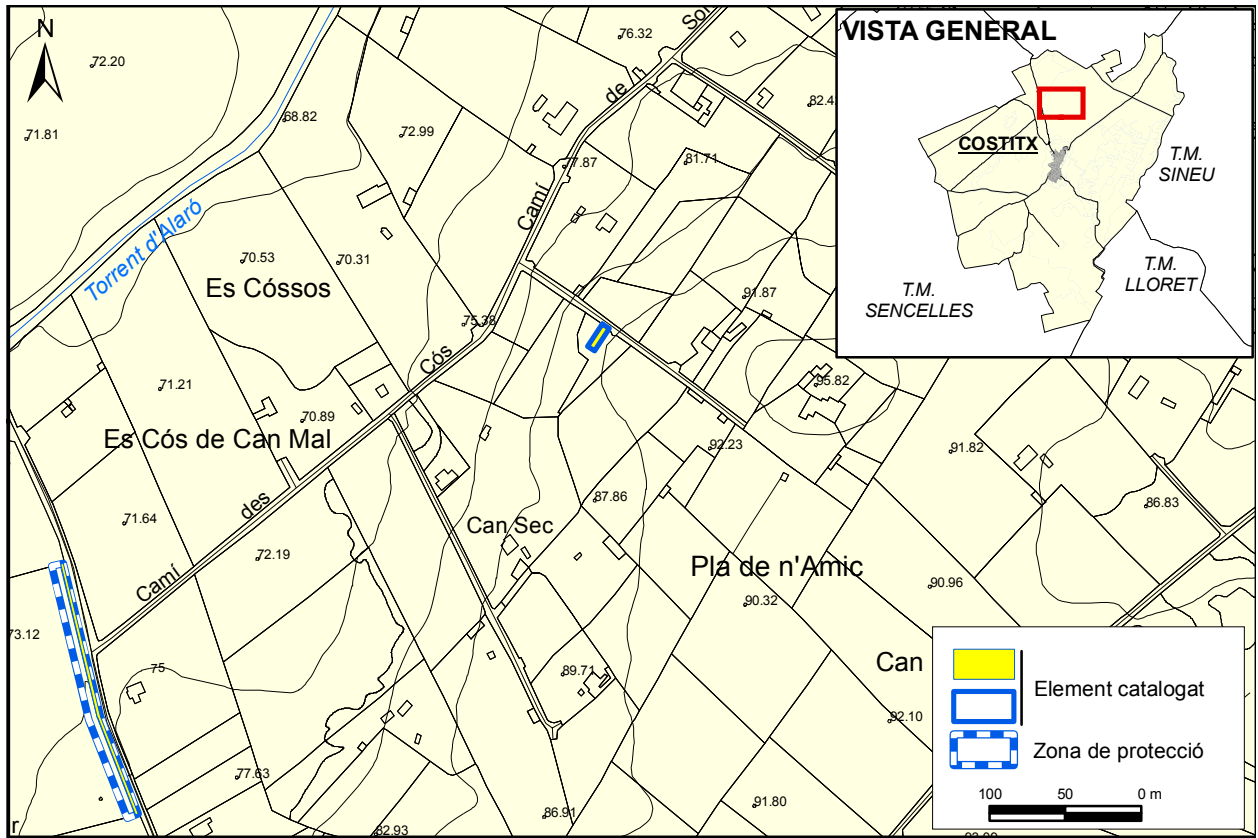 N
VISTA GENERAL
COSTITX
T.M.
SINEU
T.M.
LLORET
T.M.
SENCELLES
72.20
76.32
71.81
68.82
72.99
82.4
77.87
81.71
de
Camí
Torrent d'Alaró
70.53
70.31
Es Cóssos
91.87
75.38
Cós
71.21
95.82
70.89
Es Cós de Can Mal
92.23
91.82
des
87.86
86.83
71.64
Can Sec
72.19
Pla de n'Amic
Camí
90.96
90.32
73.12
75
89.71
Can
92.10
77.63
91.80
86.91
82.93
r
Element catalogat
Zona de protecció
100 50 0 m